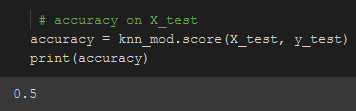 # accuracy on X_test
accuracy = knn_mod.score(X_test, y_test)
print(accuracy)
0.5